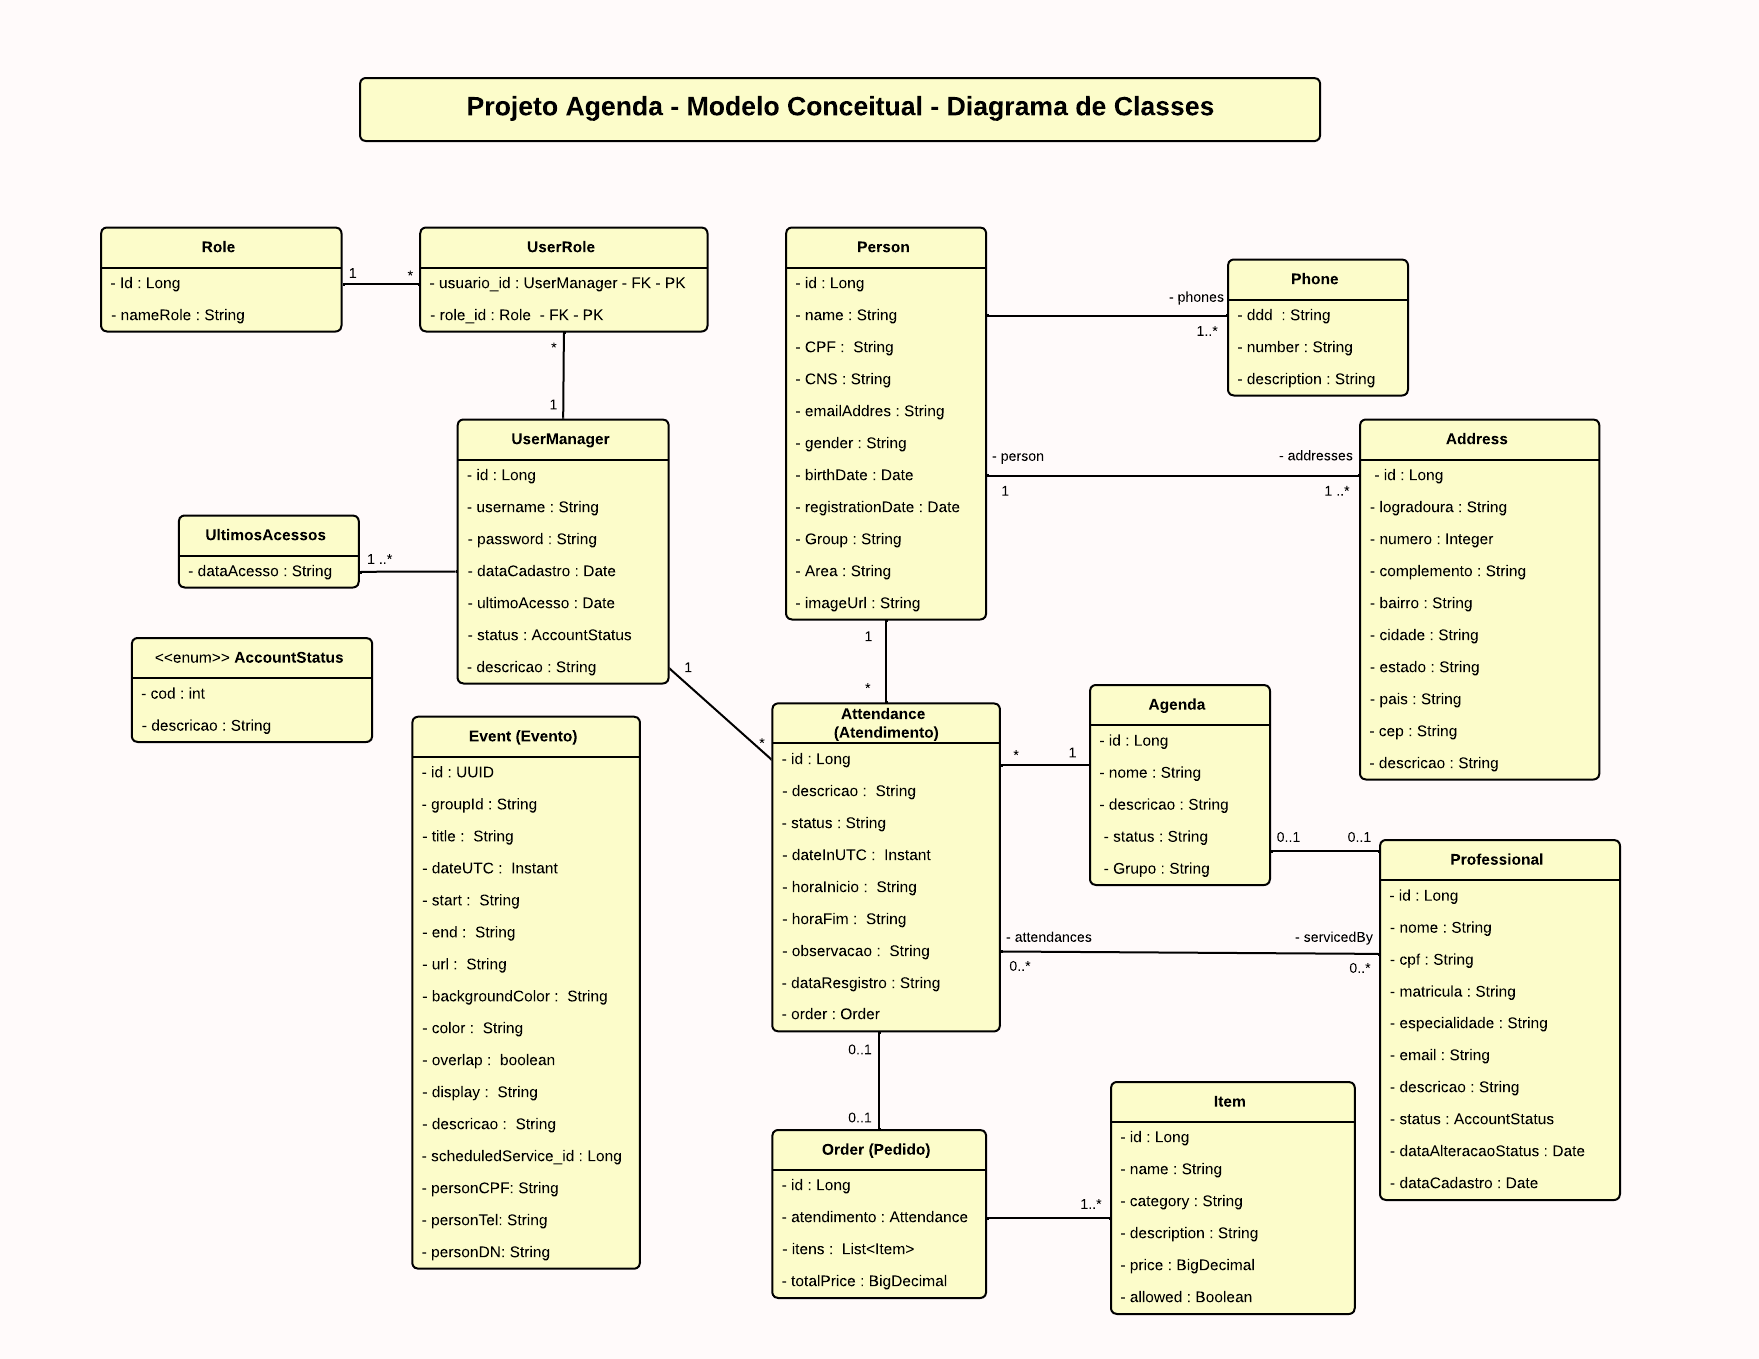 Projeto Agenda - Modelo Conceitual - Diagrama de Classes
Role
- Id : Long
- nameRole : String
1
*
UserRole
- usuario_id : UserManager - FK - PK
- role_id : Role  - FK - PK
*
1
UserManager
- id : Long
- username : String
- password : String
- dataCadastro : Date
- ultimoAcesso : Date
- status : AccountStatus
- descricao : String
UltimosAcessos
- dataAcesso : String
1 ..*
<<enum>> AccountStatus
- cod : int
- descricao : String
1
*
Event (Evento)
- id : UUID
- groupId : String
- title :  String
- dateUTC :  Instant
- start :  String
- end :  String
- url :  String
- backgroundColor :  String
- color :  String
- overlap :  boolean
- display :  String
- descricao :  String
- scheduledService_id : Long
- personCPF: String
- personTel: String
- personDN: String
Person
- id : Long
- name : String
- CPF :  String
- CNS : String
- emailAddres : String
- gender : String
- birthDate : Date
- registrationDate : Date
- Group : String
- Area : String
- imageUrl : String
- phones
1..*
Phone
- ddd  : String
- number : String
- description : String
- person
1
- addresses
1 ..*
Address
- id : Long
- logradoura : String
- numero : Integer
- complemento : String
- bairro : String
- cidade : String
- estado : String
- pais : String
- cep : String
- descricao : String
1
*
Attendance
(Atendimento)
- id : Long
- descricao :  String
- status : String
- dateInUTC :  Instant
- horaInicio :  String
- horaFim :  String
- observacao :  String
- dataResgistro : String
- order : Order
*
1
Agenda
- id : Long
- nome : String
- descricao : String
- status : String
- Grupo : String
0..1
0..1
- attendances
0..*
- servicedBy
0..*
Professional
- id : Long
- nome : String
- cpf : String
- matricula : String
- especialidade : String
- email : String
- descricao : String
- status : AccountStatus
- dataAlteracaoStatus : Date
- dataCadastro : Date
0..1
0..1
Order (Pedido)
- id : Long
- atendimento : Attendance
- itens :  List<Item>
- totalPrice : BigDecimal
1..*
Item
- id : Long
- name : String
- category : String
- description : String
- price : BigDecimal
- allowed : Boolean